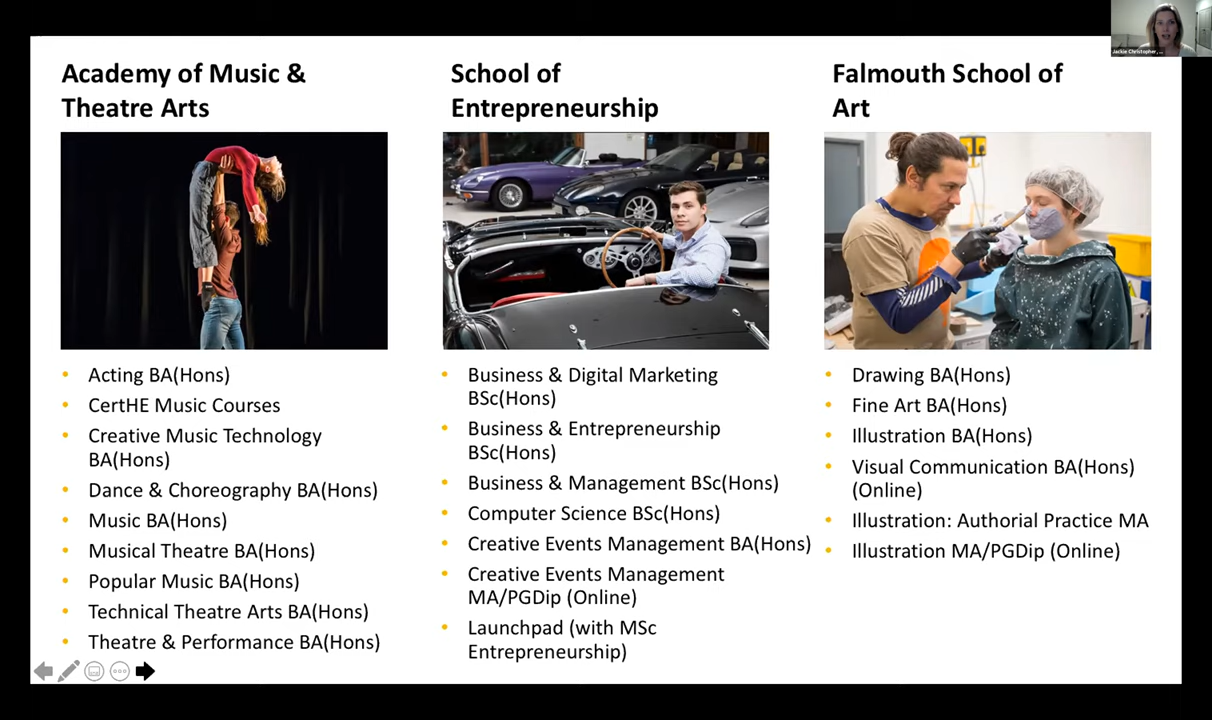 Academy of Music &
Theatre Arts
Acting BA(Hons)
CertHE Music Courses
Creative Music Technology
BA(Hons)
Dance & Choreography BA(Hons)
Music BA(Hons)
Musical Theatre BA(Hons)
Popular Music BA(Hons)
Technical Theatre Arts BA(Hons)
Theatre & Performance BA(Hons)
School of
Entrepreneurship
Business & Digital Marketing
BSc(Hons)
Business & Entrepreneurship
BSc(Hons)
Business & Management BSc(Hons)
Computer Science BSc(Hons)
Creative Events Management BA(Hons)
Creative Events Management
MA/PGDip (Online)
Launchpad (with MSc
Entrepreneurship)
Falmouth School of
Art
Drawing BA(Hons)
Fine Art BA(Hons)
Illustration BA(Hons)
Visual Communication BA(Hons)
(Online)
Illustration: Authorial Practice MA
Illustration MA/PGDip (Online)
Jackie Christopher, ...